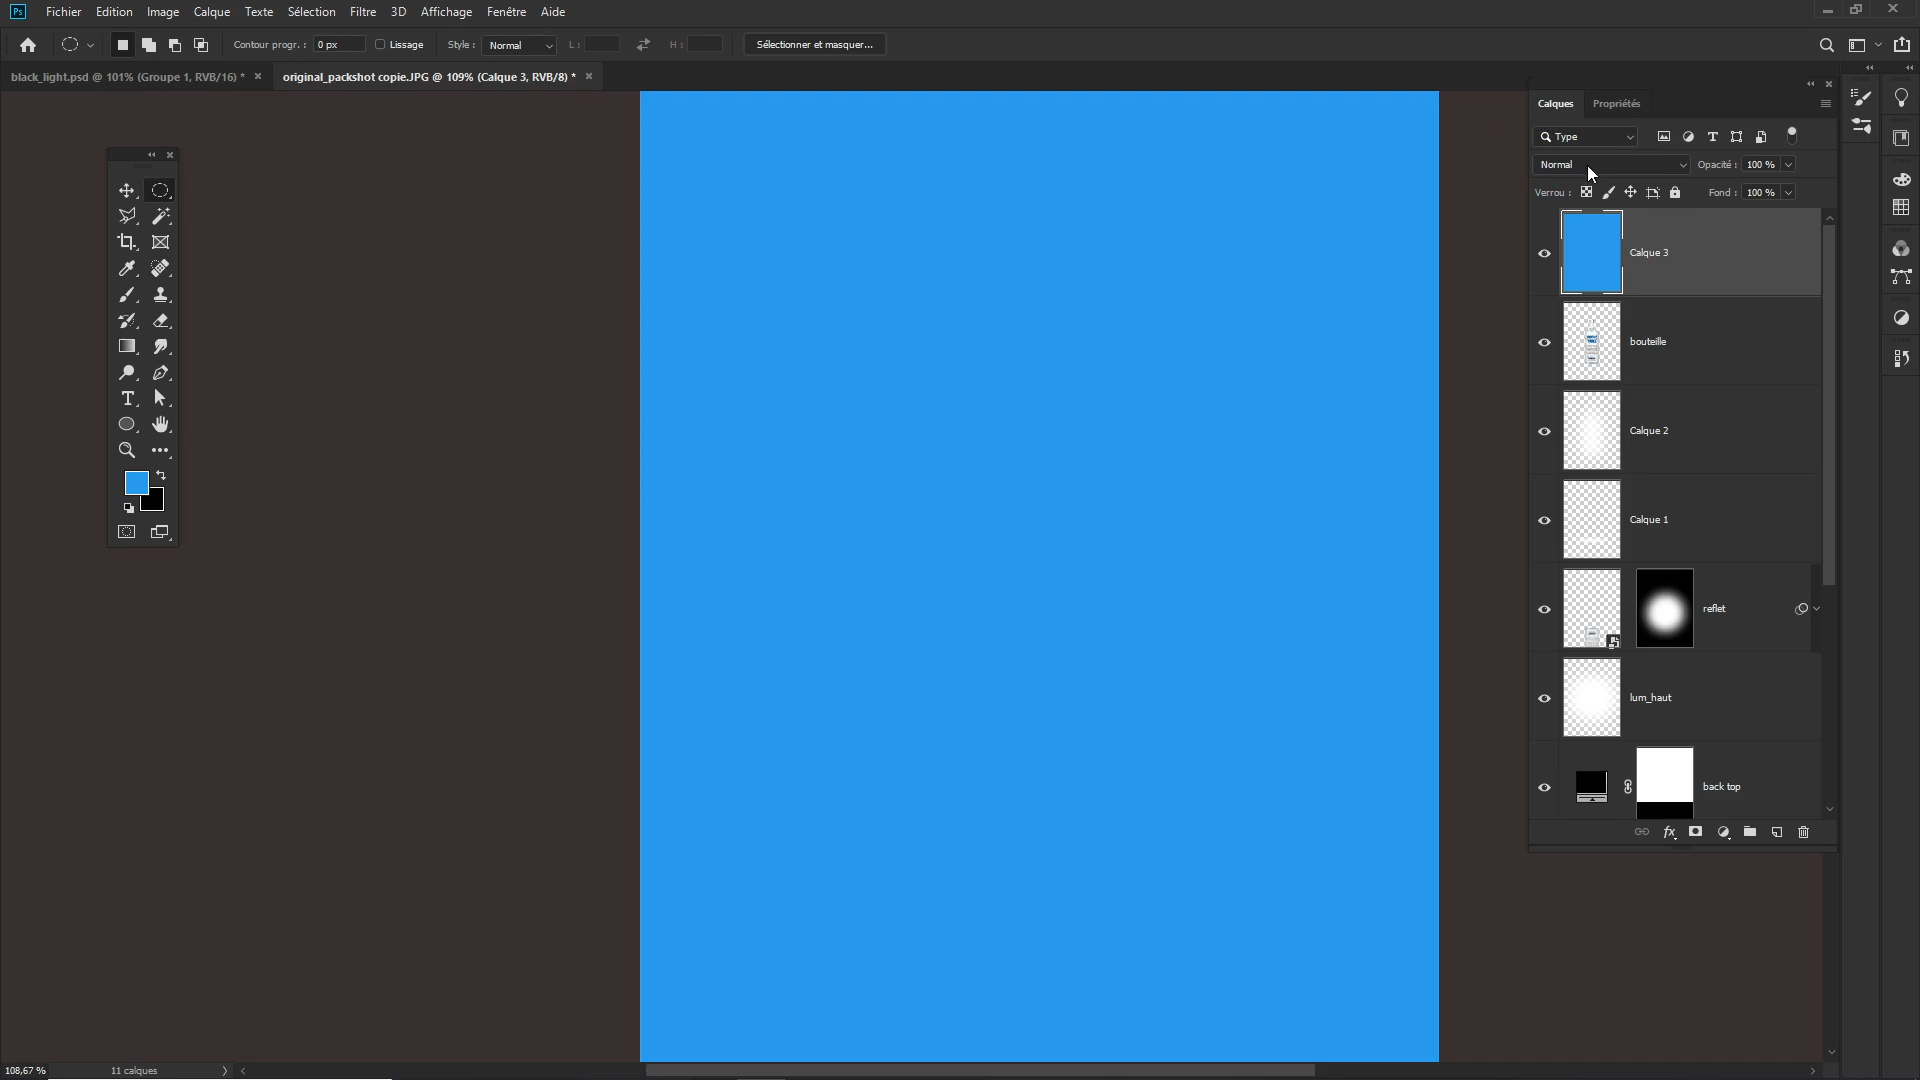 Ps Fichier Edition Image Calque Texte Sélection Filtre 3D Affichage Fenêtre Aide
Contour progr. : 0 px Lissage Style : Normal L : H : Sélectionner et masquer...
black_light.psd @ 101% (Groupe 1, RVB/16) * original_packshot copie.JPG @ 109% (Calque 3, RVB/8) *
Calques Propriétés
Type
Normal Opacité : 100 %
Verrou : Fond : 100 %
Calque 3
bouteille
Calque 2
Calque 1
reflet
lum_haut
back top
fx
108,67 % 11 calques